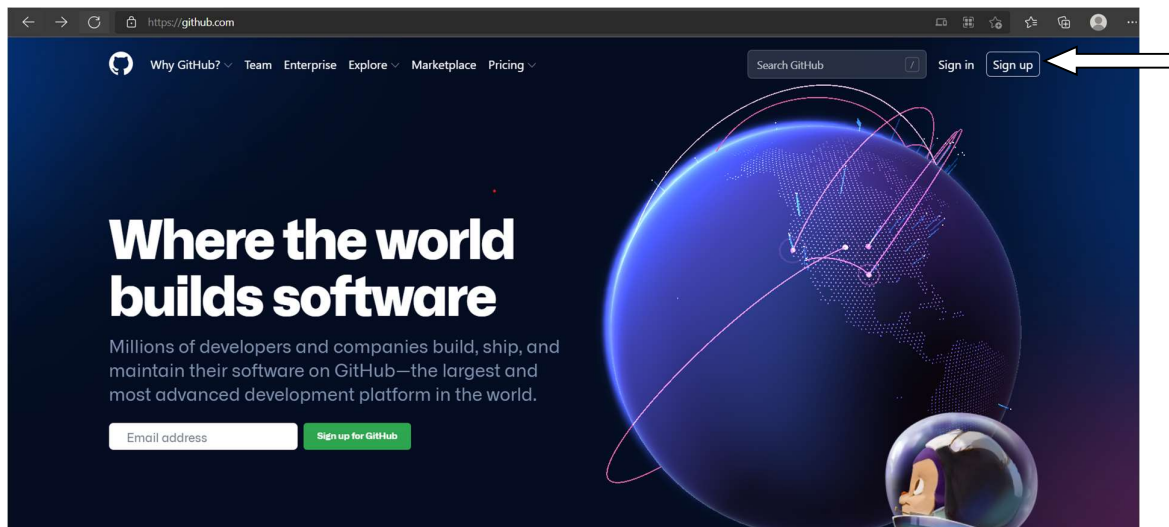 https://github.com
Why GitHub? Team Enterprise Explore Marketplace Pricing Search GitHub / Sign in Sign up
Where the world
builds software
Millions of developers and companies build, ship, and
maintain their software on GitHub—the largest and
most advanced development platform in the world.
Email address Sign up for GitHub